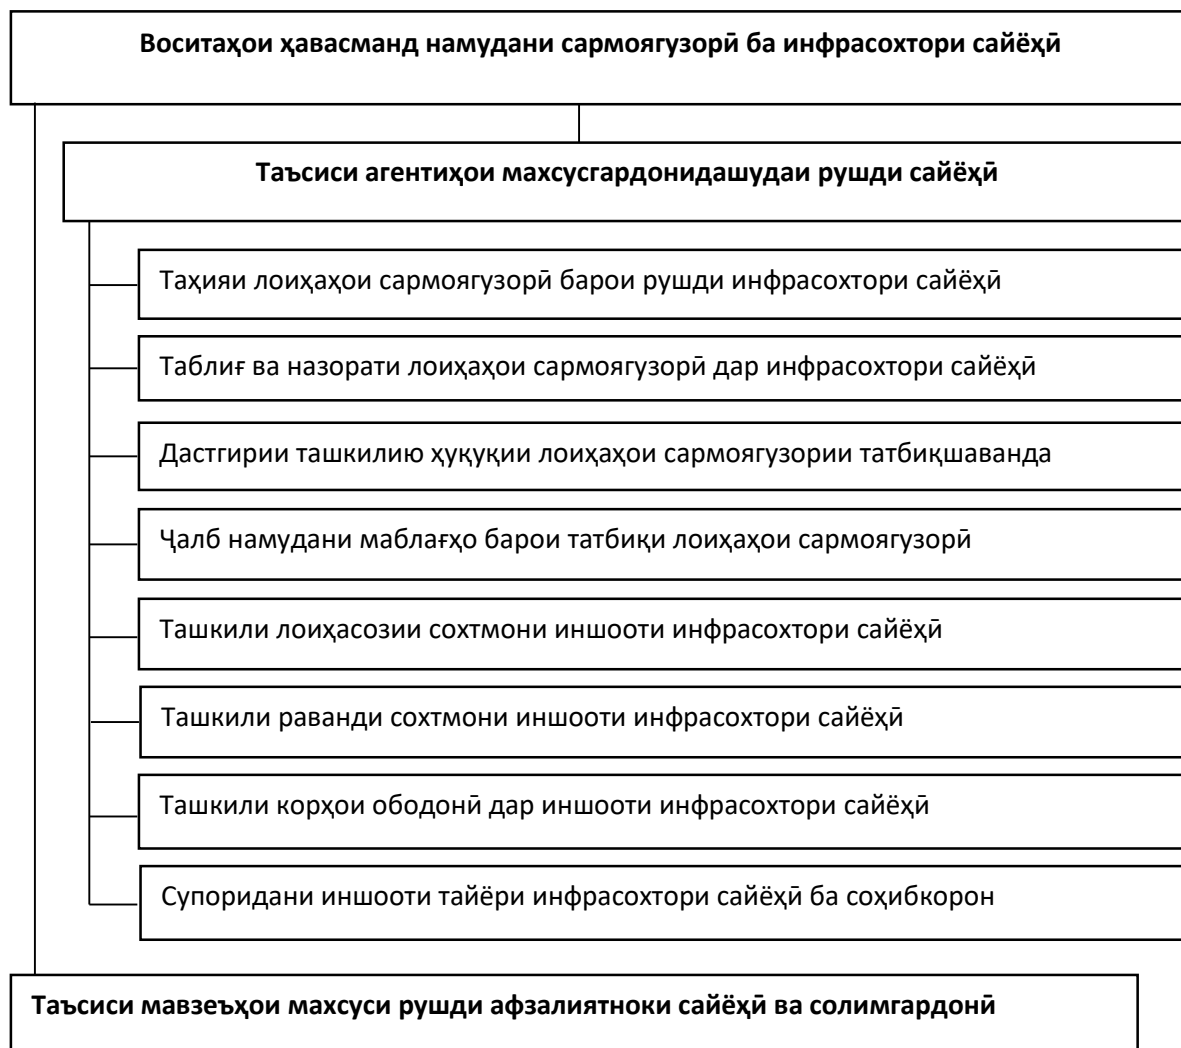 Воситаҳои ҳавасманд намудани сармоягузорӣ ба инфрасохтори сайёҳӣ
Таъсиси агентиҳои махсусгардонидашудаи рушди сайёҳӣ
Таҳияи лоиҳаҳои сармоягузорӣ барои рушди инфрасохтори сайёҳӣ
Таблиғ ва назорати лоиҳаҳои сармоягузорӣ дар инфрасохтори сайёҳӣ
Дастгирии ташкилию ҳуқуқии лоиҳаҳои сармоягузории татбиқшаванда
Ҷалб намудани маблағҳо барои татбиқи лоиҳаҳои сармоягузорӣ
Ташкили лоиҳасозии сохтмони иншооти инфрасохтори сайёҳӣ
Ташкили раванди сохтмони иншооти инфрасохтори сайёҳӣ
Ташкили корҳои ободонӣ дар иншооти инфрасохтори сайёҳӣ
Супоридани иншооти тайёри инфрасохтори сайёҳӣ ба соҳибкорон
Таъсиси мавзеъҳои махсуси рушди афзалиятноки сайёҳӣ ва солимгардонӣ